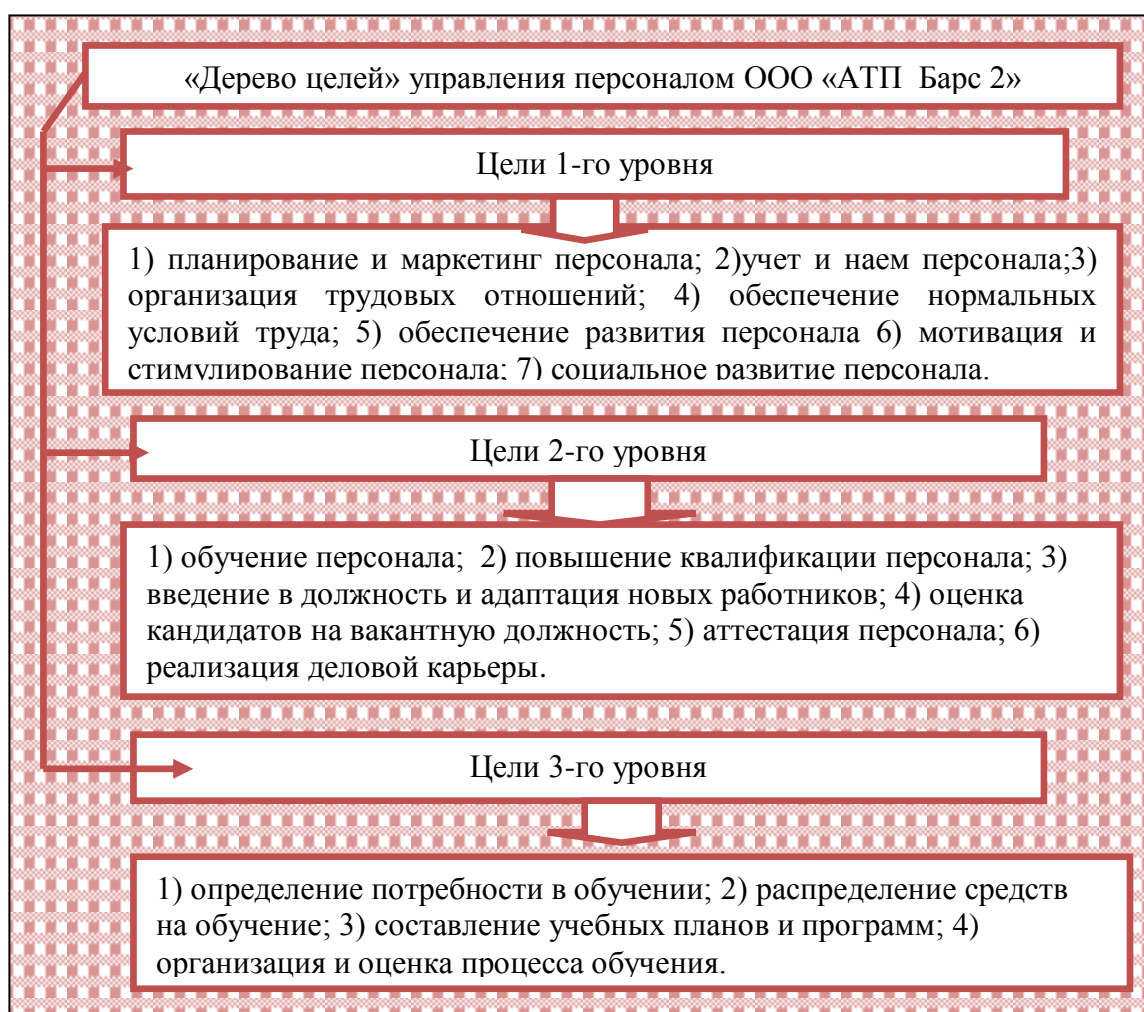 «Дерево целей» управления персоналом ООО «АТП Барс 2»
Цели 1-го уровня
1) планирование и маркетинг персонала; 2)учет и наем персонала;3)
организация трудовых отношений; 4) обеспечение нормальных
условий труда; 5) обеспечение развития персонала 6) мотивация и
стимулирование персонала; 7) социальное развитие персонала.
Цели 2-го уровня
1) обучение персонала; 2) повышение квалификации персонала; 3)
введение в должность и адаптация новых работников; 4) оценка
кандидатов на вакантную должность; 5) аттестация персонала; 6)
реализация деловой карьеры.
Цели 3-го уровня
1) определение потребности в обучении; 2) распределение средств
на обучение; 3) составление учебных планов и программ; 4)
организация и оценка процесса обучения.